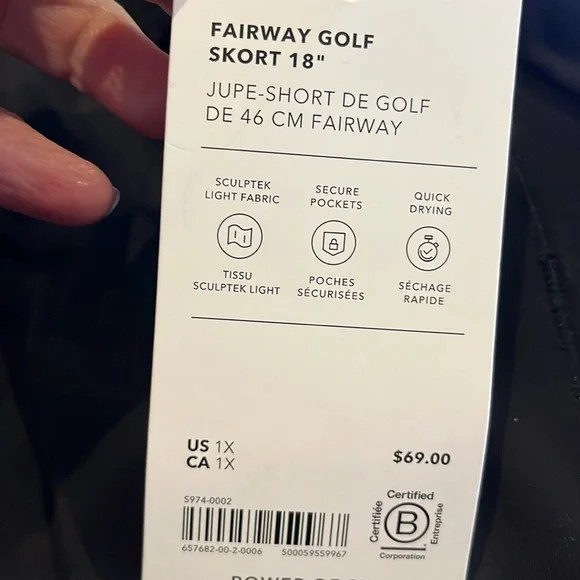 FAIRWAY GOLF
SKORT 18"
JUPE-SHORT DE GOLF
DE 46 CM FAIRWAY
SCULPTEK
LIGHT FABRIC
TISSU
SCULPTEK LIGHT
SECURE
POCKETS
POCHES
SÉCURISÉES
QUICK
DRYING
SÉCHAGE
RAPIDE
US 1X
CA 1X
$69.00
S974-0002
657682-00-2-0006 500059559967
Certified
Certifiée
B
Entreprise
Corporation